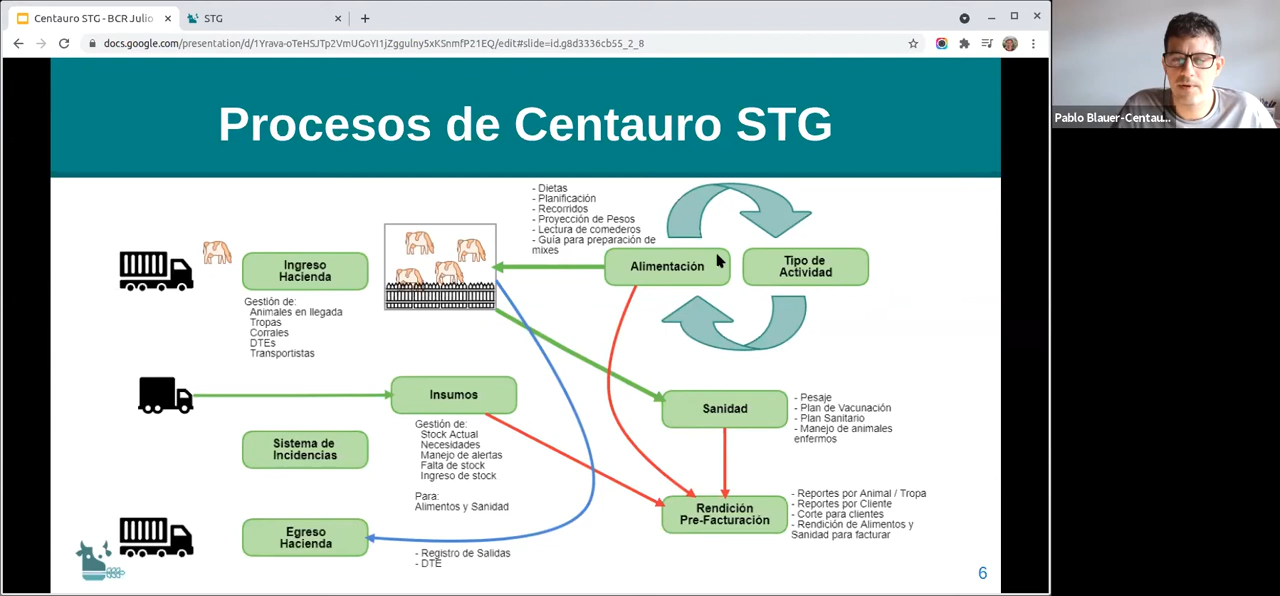 Centauro STG - BCR Julio
STG
docs.google.com/presentation/d/1Yrava-oTeHSJTp2VmUGoYI1jZggulny5xKSnmfP21EQ/edit#slide=id.g8d3336cb55_2_8
Pablo Blauer-Centau...
Procesos de Centauro STG
- Dietas
- Planificación
- Recorridos
- Proyección de Pesos
- Lectura de comederos
- Guía para preparación de
mixes
Ingreso
Hacienda
Alimentación
Tipo de
Actividad
Gestión de:
Animales en llegada
Tropas
Corrales
DTEs
Transportistas
Insumos
Gestión de:
Stock Actual
Necesidades
Manejo de alertas
Falta de stock
Ingreso de stock
Para:
Alimentos y Sanidad
Sanidad
- Pesaje
- Plan de Vacunación
- Plan Sanitario
- Manejo de animales
enfermos
Sistema de
Incidencias
Rendición
Pre-Facturación
- Reportes por Animal / Tropa
- Reportes por Cliente
- Corte para clientes
- Rendición de Alimentos y
Sanidad para facturar
Egreso
Hacienda
- Registro de Salidas
- DTE
6